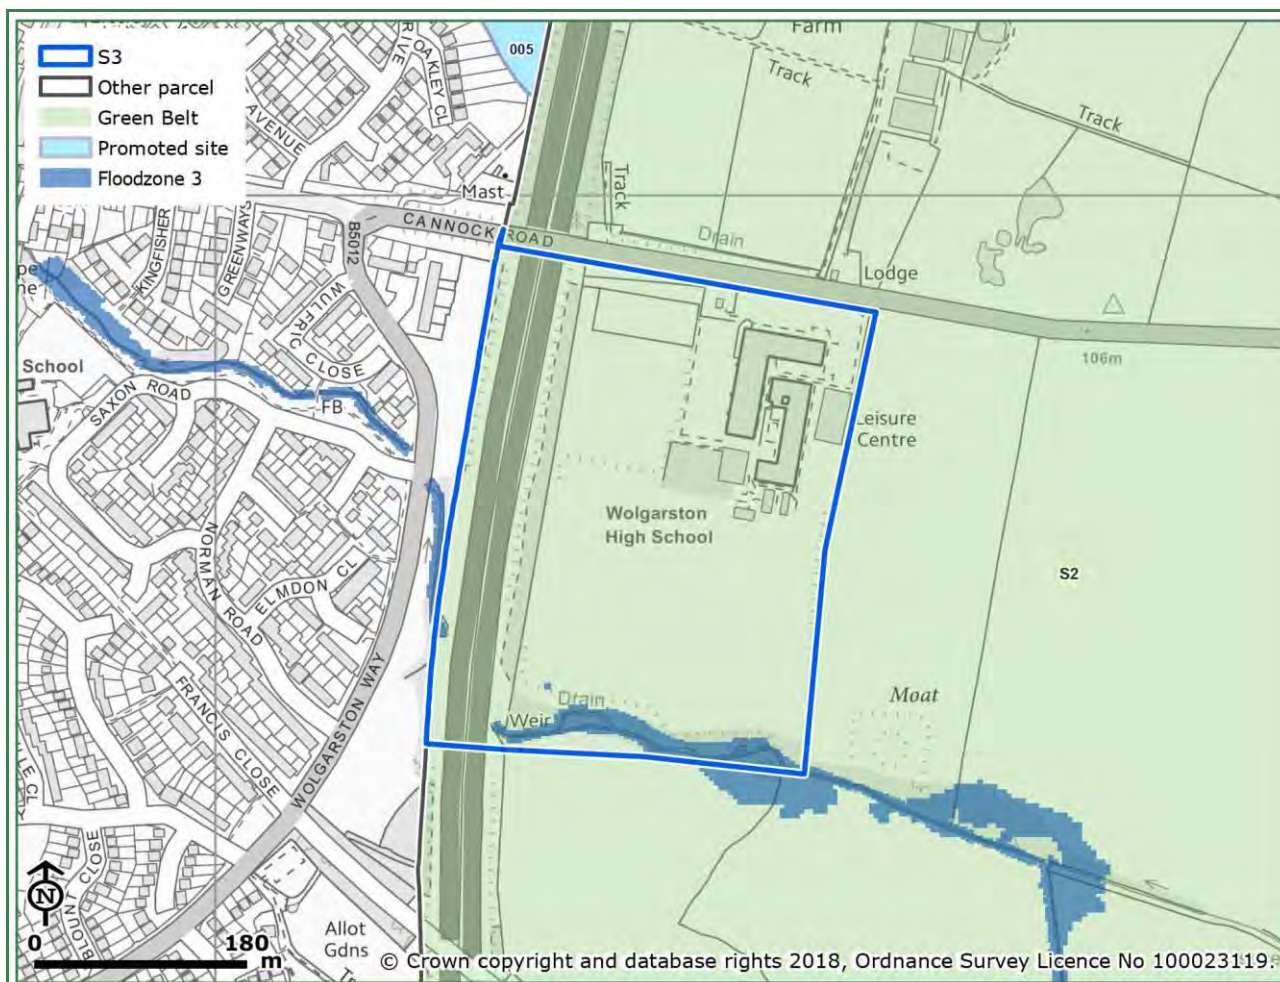 S3
Other parcel
Green Belt
Promoted site
Floodzone 3
OAKLEY CL
AVENUE
005
Farm
Track
Track
Track
Mast
CANNOCK ROAD
Drain
Lodge
B5012
KINGFISHER
GREENWAYS
WULFRIC CLOSE
106m
School
SAXON ROAD
FB
Leisure
Centre
Wolgarston
High School
NORMAN ROAD
ELMDON CL
S2
FRANCIS CLOSE
WOLGARSTON WAY
Drain
Weir
Moat
BLOUNT CLOSE
N
0 180
m
Allot
Gdns
© Crown copyright and database rights 2018, Ordnance Survey Licence No 100023119.